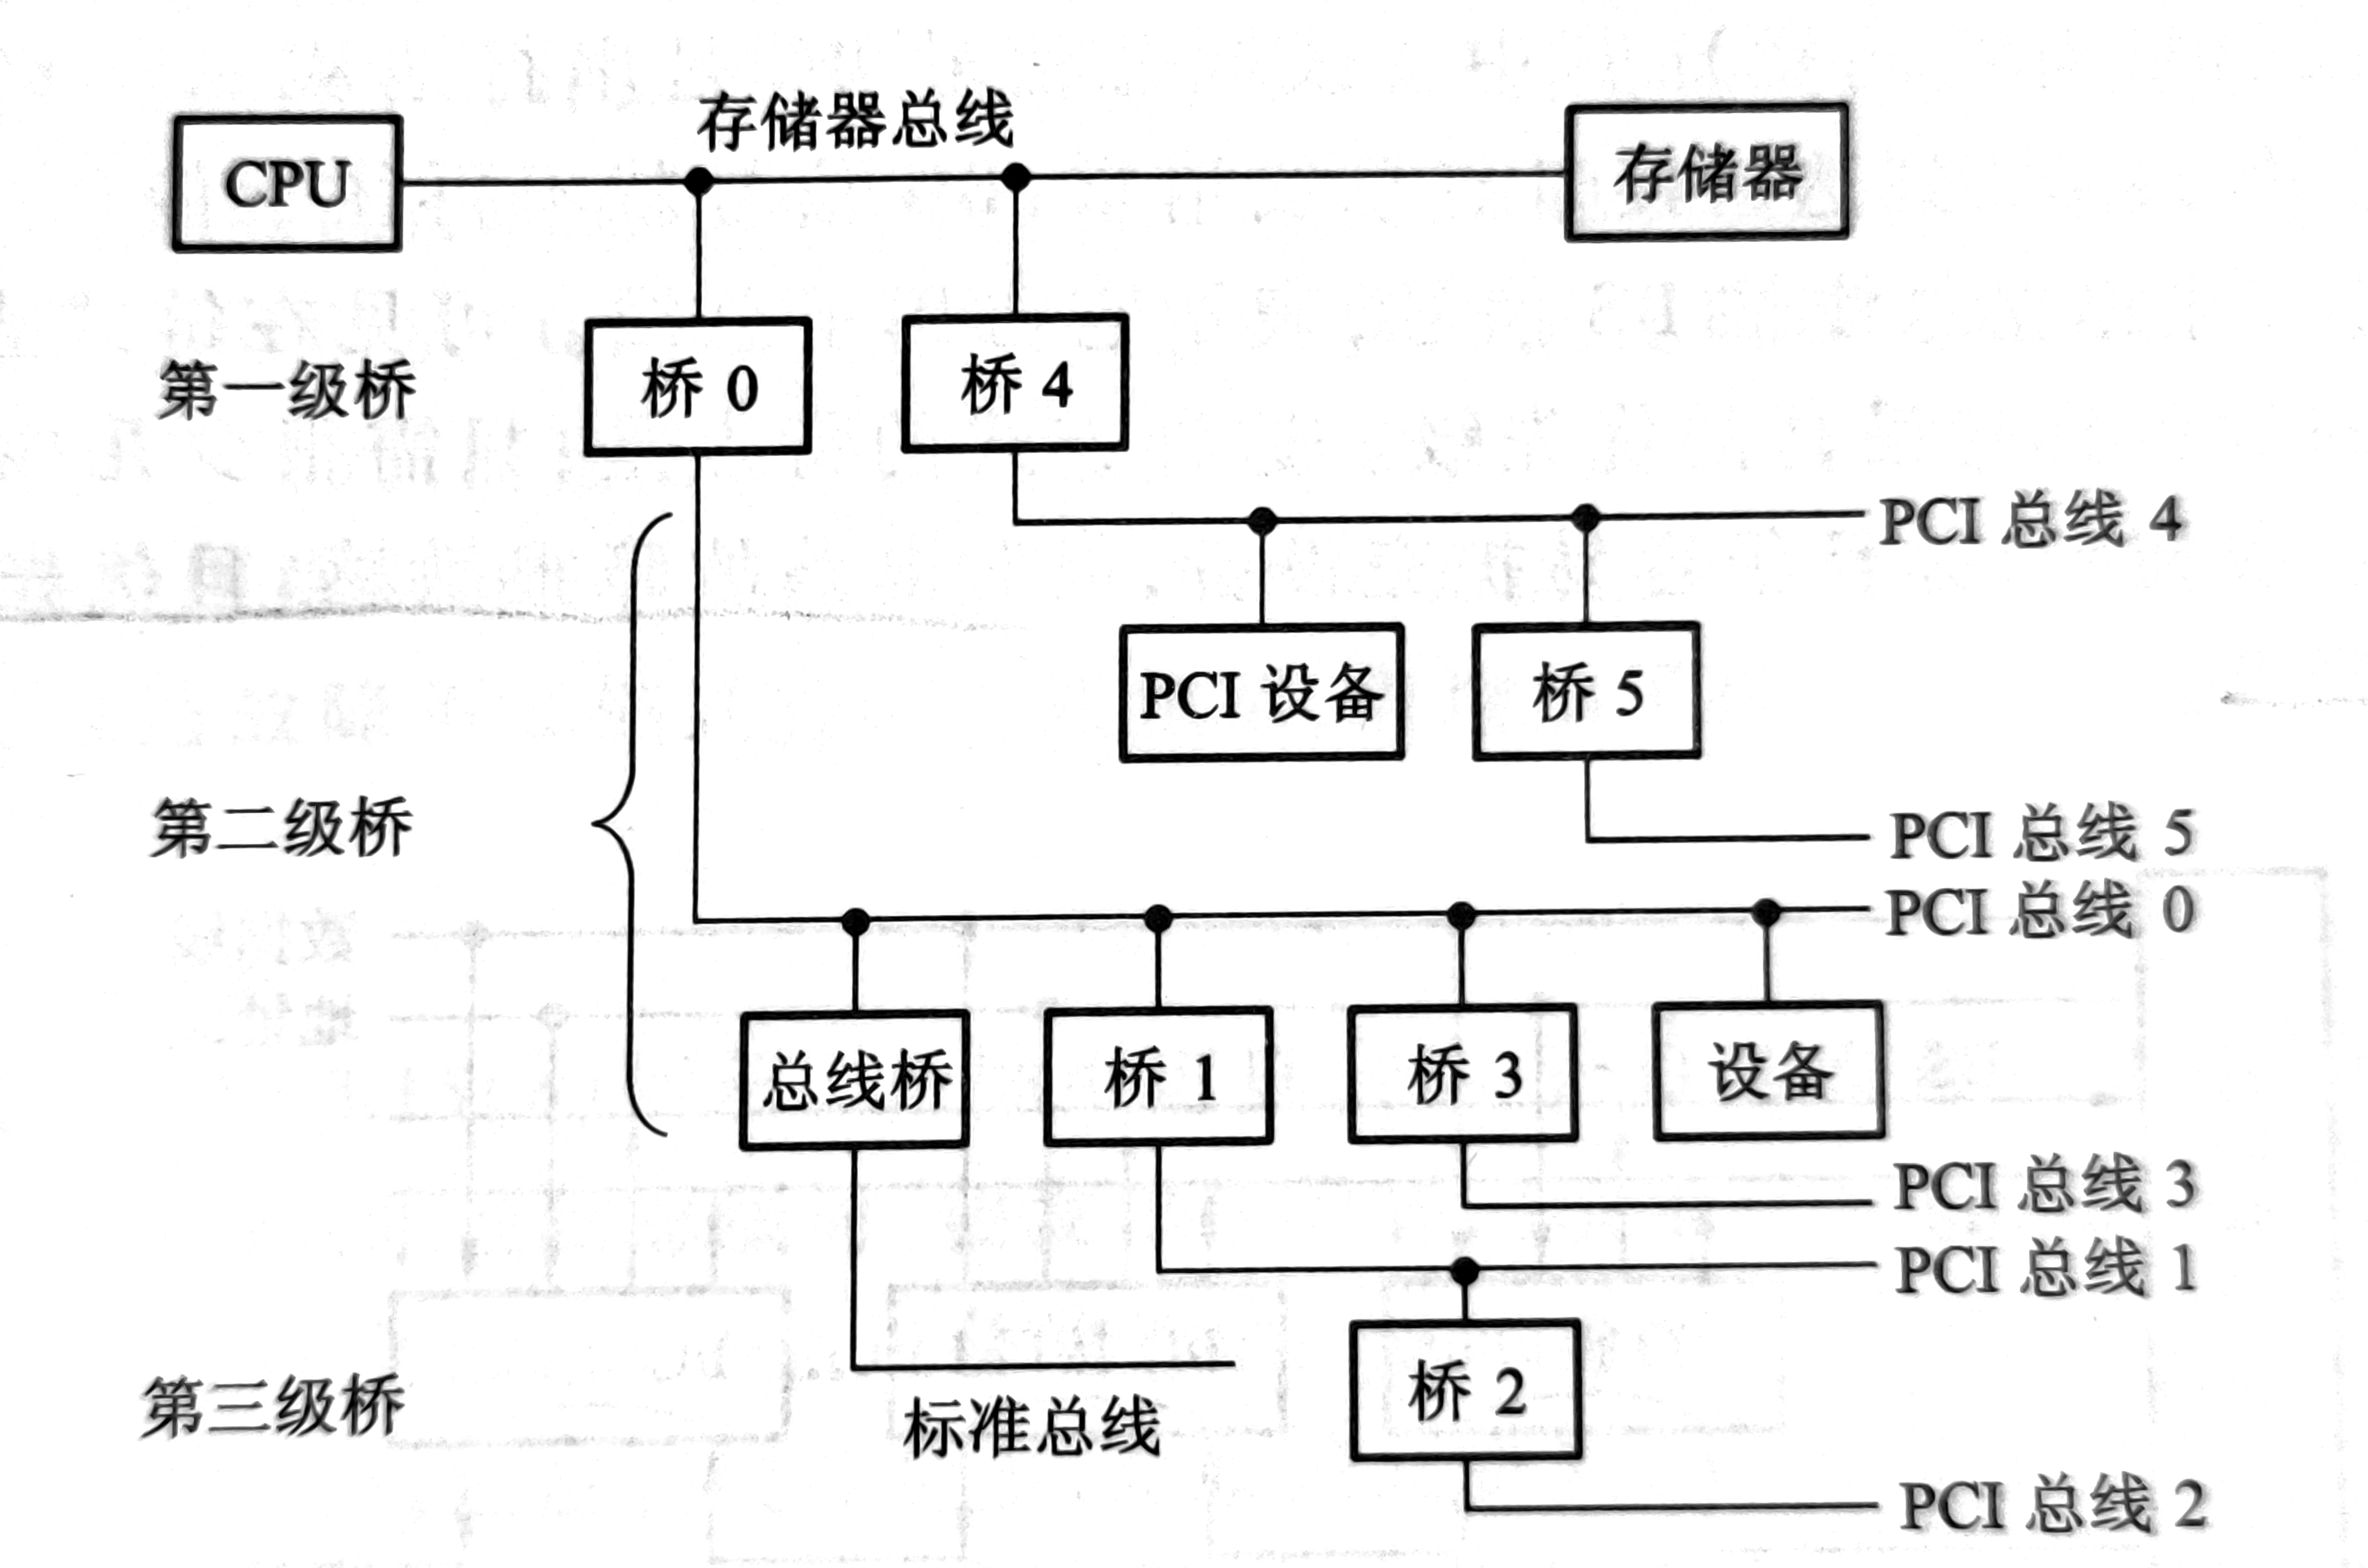 存储器总线
CPU
存储器
第一级桥
桥 0
桥 4
PCI 总线 4
PCI 设备
桥 5
第二级桥
PCI 总线 5
PCI 总线 0
总线桥
桥 1
桥 3
设备
PCI 总线 3
PCI 总线 1
第三级桥
标准总线
桥 2
PCI 总线 2